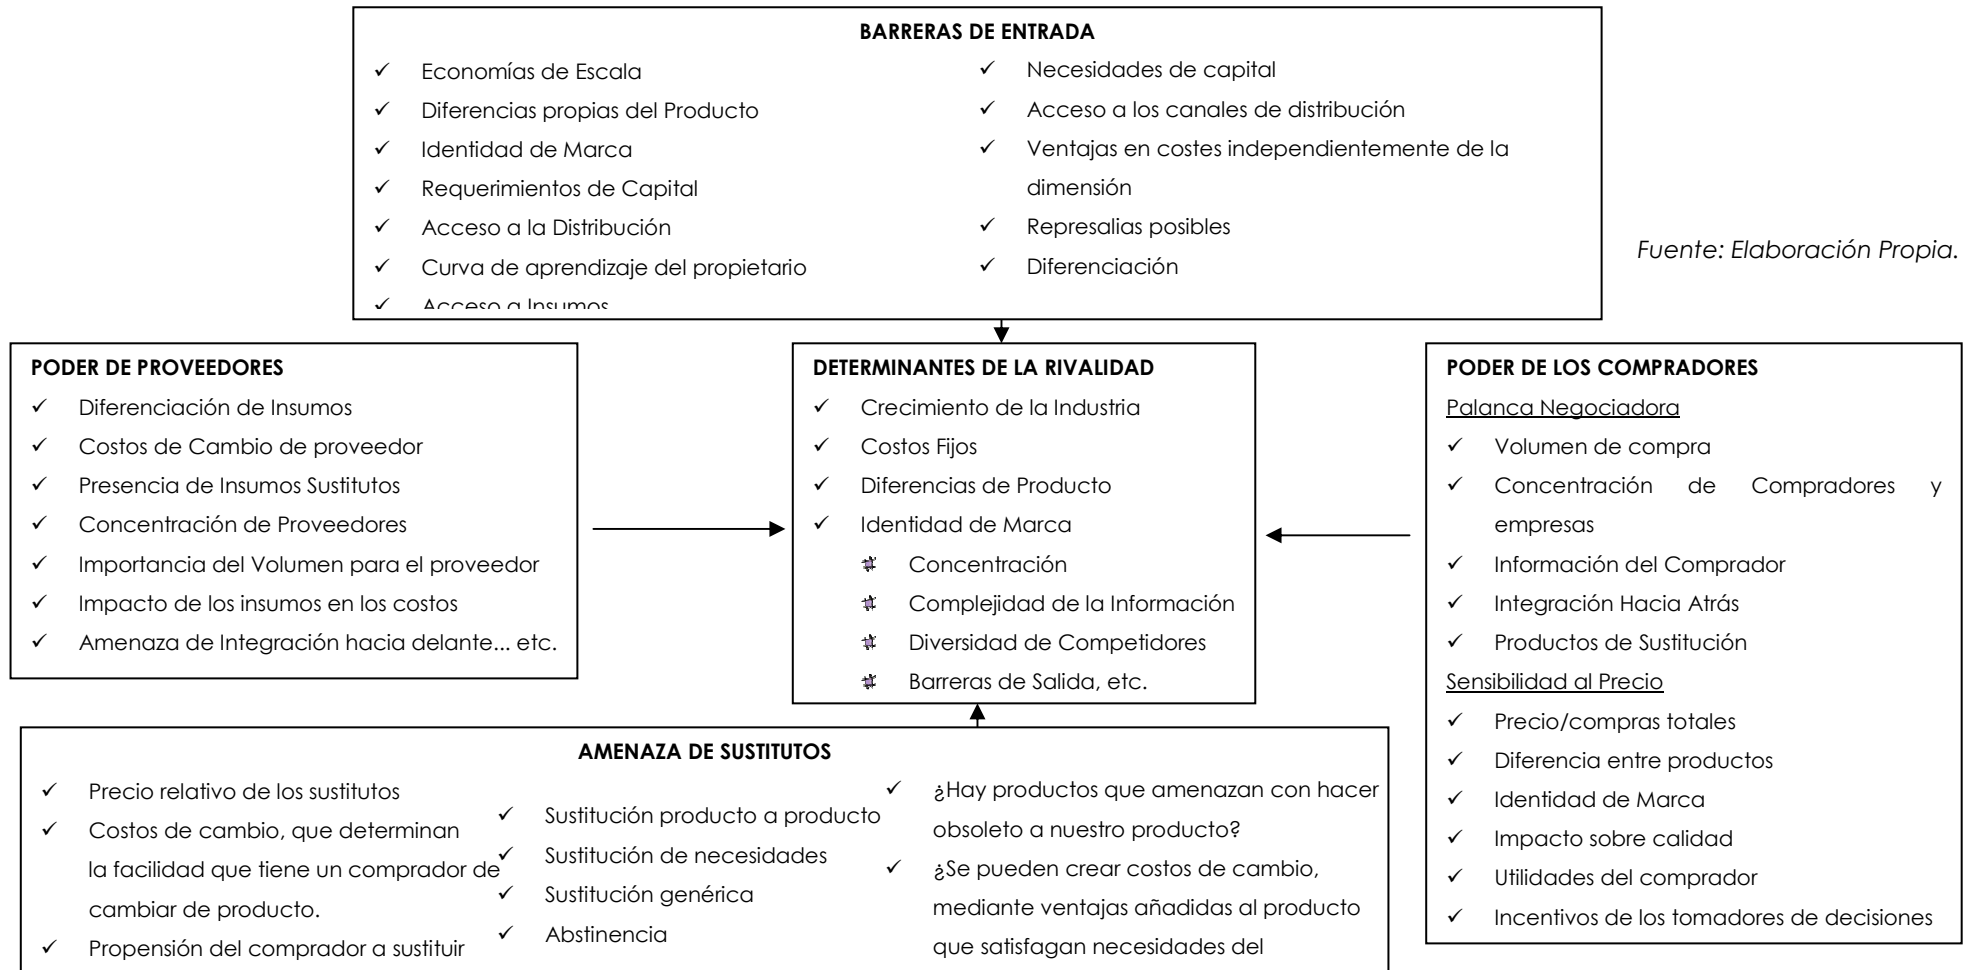 BARRERAS DE ENTRADA
✓ Economías de Escala
✓ Diferencias propias del Producto
✓ Identidad de Marca
✓ Requerimientos de Capital
✓ Acceso a la Distribución
✓ Curva de aprendizaje del propietario
✓ Acceso a Insumos
✓ Necesidades de capital
✓ Acceso a los canales de distribución
✓ Ventajas en costes independientemente de la
dimensión
✓ Represalias posibles
✓ Diferenciación
Fuente: Elaboración Propia.
PODER DE PROVEEDORES
✓ Diferenciación de Insumos
✓ Costos de Cambio de proveedor
✓ Presencia de Insumos Sustitutos
✓ Concentración de Proveedores
✓ Importancia del Volumen para el proveedor
✓ Impacto de los insumos en los costos
✓ Amenaza de Integración hacia delante... etc.
DETERMINANTES DE LA RIVALIDAD
✓ Crecimiento de la Industria
✓ Costos Fijos
✓ Diferencias de Producto
✓ Identidad de Marca
Concentración
Complejidad de la Información
Diversidad de Competidores
Barreras de Salida, etc.
PODER DE LOS COMPRADORES
Palanca Negociadora
✓ Volumen de compra
✓ Concentración de Compradores y
empresas
✓ Información del Comprador
✓ Integración Hacia Atrás
✓ Productos de Sustitución
Sensibilidad al Precio
✓ Precio/compras totales
✓ Diferencia entre productos
✓ Identidad de Marca
✓ Impacto sobre calidad
✓ Utilidades del comprador
✓ Incentivos de los tomadores de decisiones
AMENAZA DE SUSTITUTOS
✓ Precio relativo de los sustitutos
✓ Costos de cambio, que determinan
la facilidad que tiene un comprador de
cambiar de producto.
✓ Propensión del comprador a sustituir
✓ Sustitución producto a producto
✓ Sustitución de necesidades
✓ Sustitución genérica
✓ Abstinencia
✓ ¿Hay productos que amenazan con hacer
obsoleto a nuestro producto?
✓ ¿Se pueden crear costos de cambio,
mediante ventajas añadidas al producto
que satisfagan necesidades del